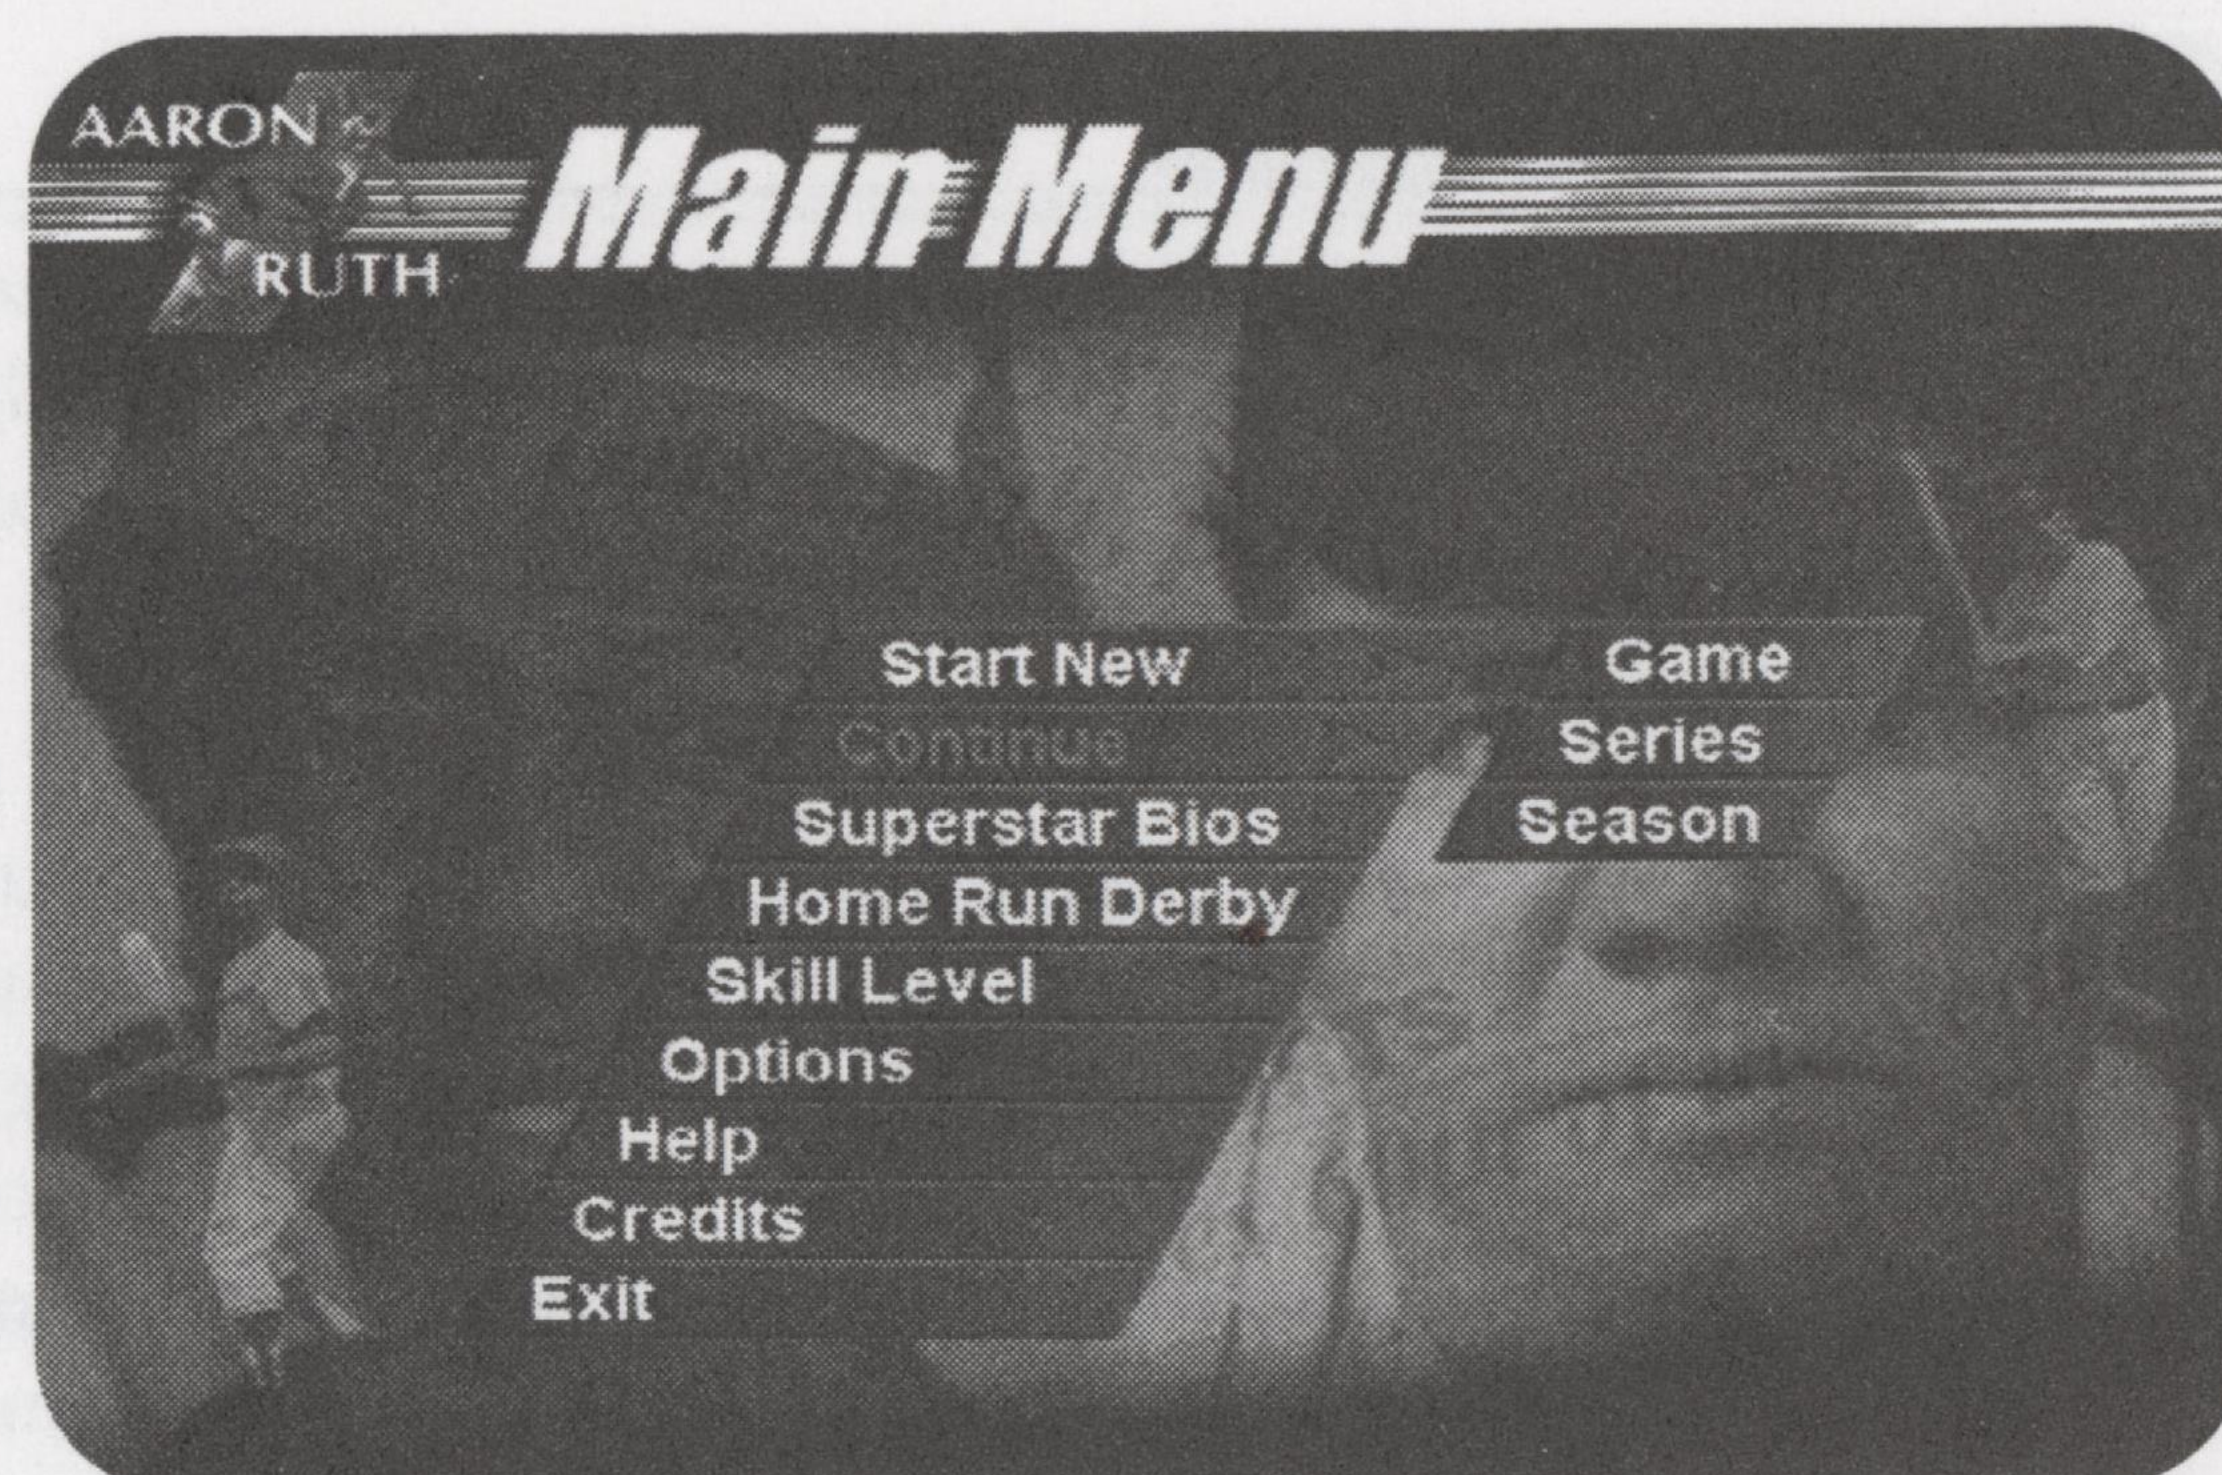 AARON
RUTH
Main Menu
Start New Game
Continue Series
Superstar Bios Season
Home Run Derby
Skill Level
Options
Help
Credits
Exit